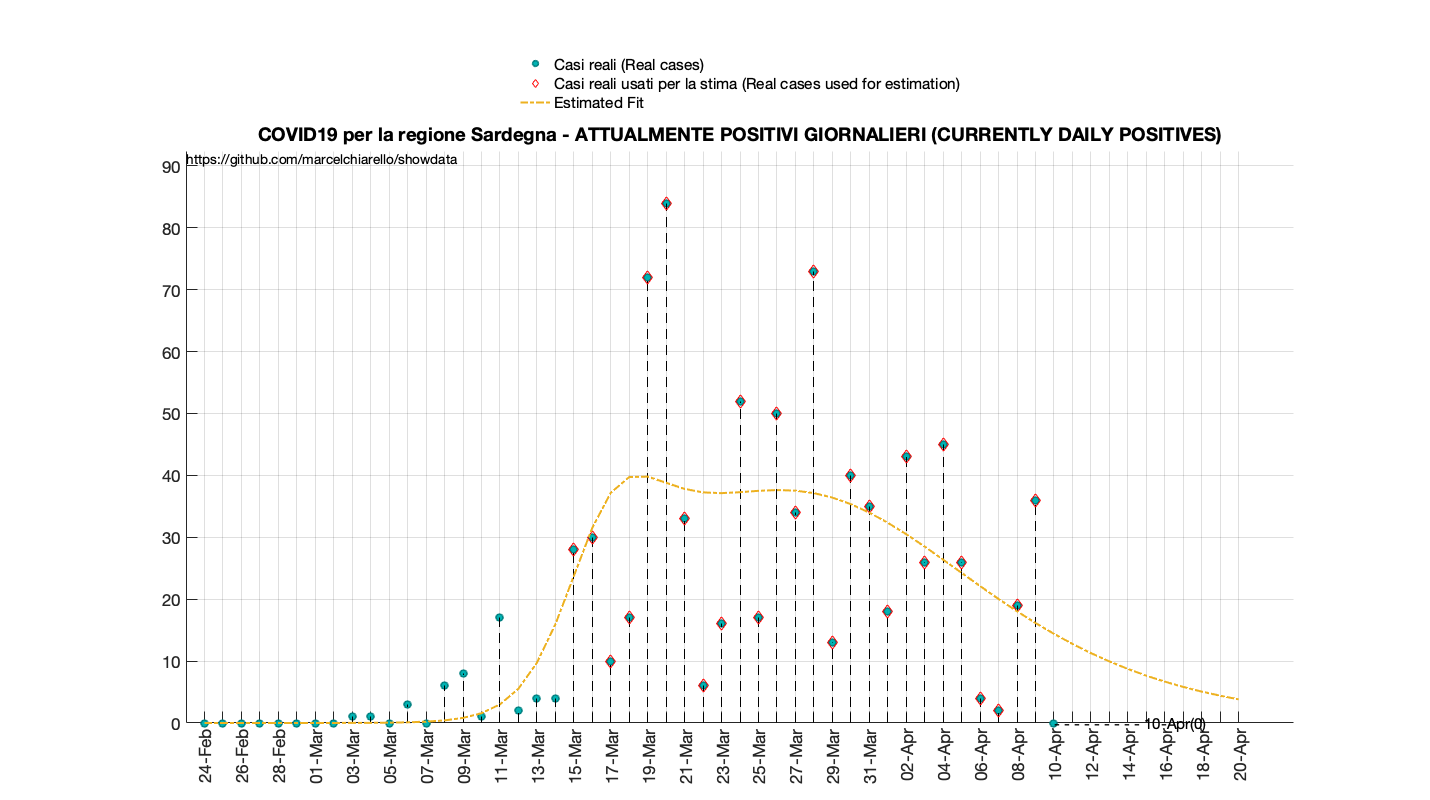 Casi reali (Real cases)
Casi reali usati per la stima (Real cases used for estimation)
Estimated Fit
COVID19 per la regione Sardegna - ATTUALMENTE POSITIVI GIORNALIERI (CURRENTLY DAILY POSITIVES)
https://github.com/marcelchiarello/showdata
90
80
70
60
50
40
30
20
10
0
10-Apr(0)
24-Feb
26-Feb
28-Feb
01-Mar
03-Mar
05-Mar
07-Mar
09-Mar
11-Mar
13-Mar
15-Mar
17-Mar
19-Mar
21-Mar
23-Mar
25-Mar
27-Mar
29-Mar
31-Mar
02-Apr
04-Apr
06-Apr
08-Apr
10-Apr
12-Apr
14-Apr
16-Apr
18-Apr
20-Apr